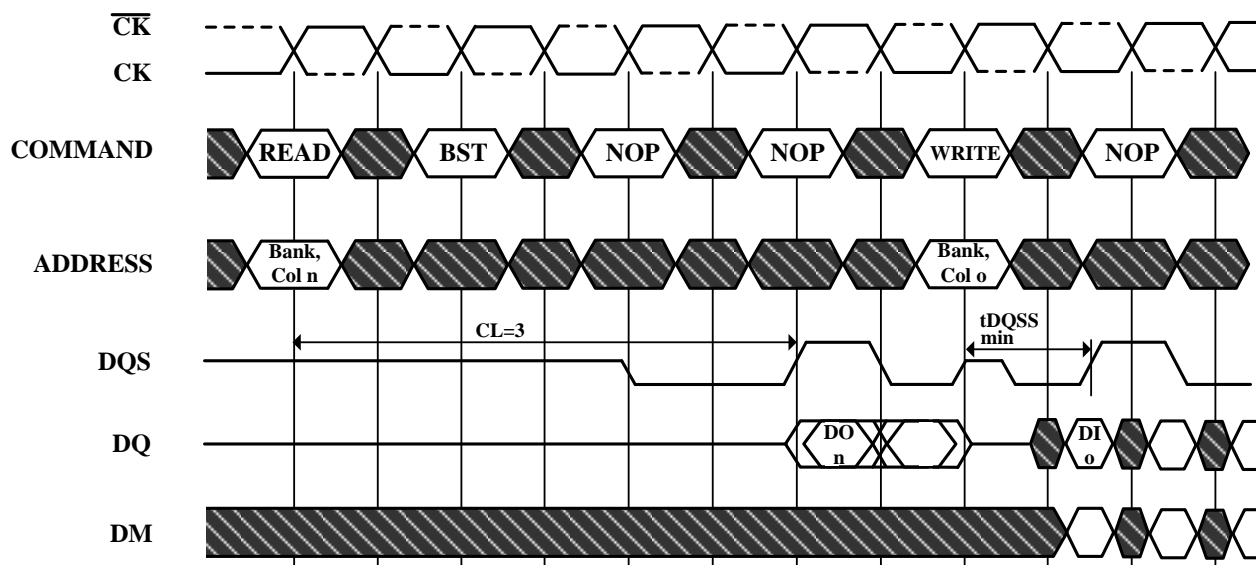 C̅K̅
CK
COMMAND READ BST NOP NOP WRITE NOP
ADDRESS
Bank,
Col n
Bank,
Col o
DQS
CL=3
tDQSS
min
DQ
DO
n
DI
o
DM